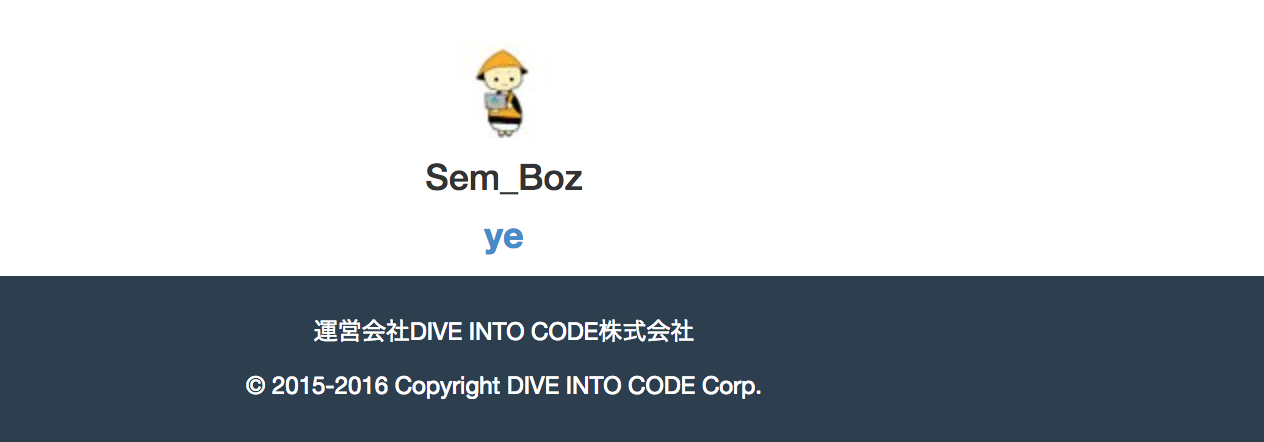 Sem_Boz
ye
運営会社DIVE INTO CODE株式会社
© 2015-2016 Copyright DIVE INTO CODE Corp.